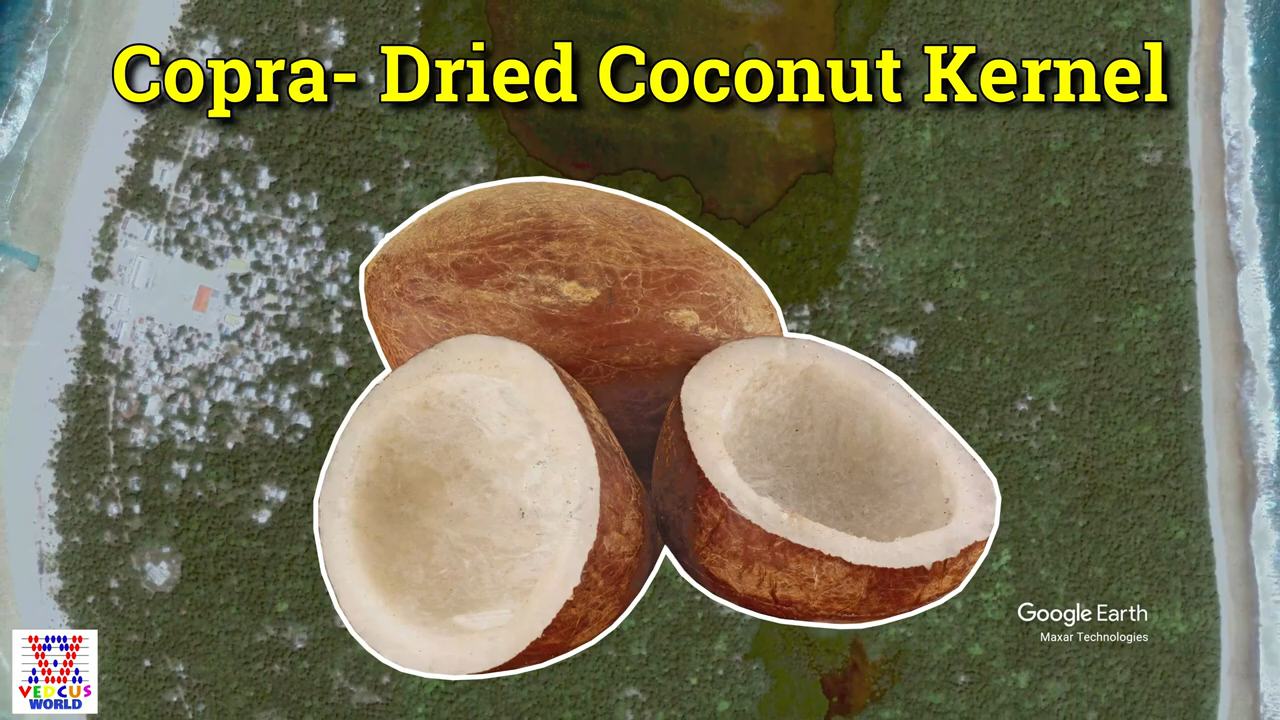 Copra- Dried Coconut Kernel
Google Earth
Maxar Technologies
VEDCUS
WORLD